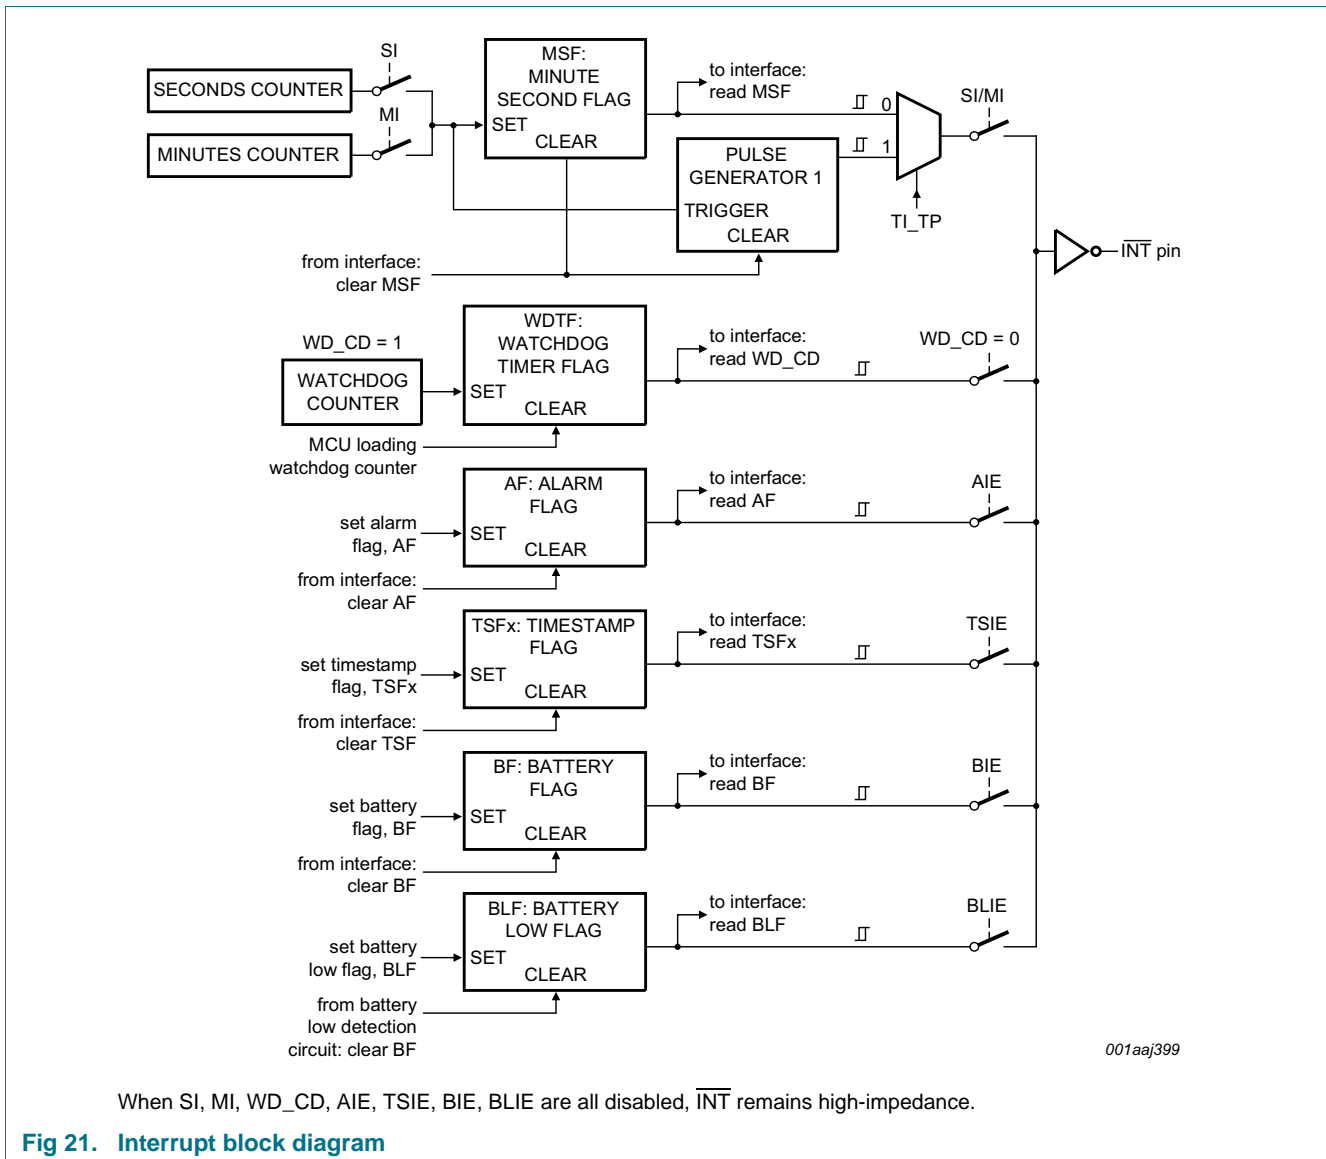 SI
SECONDS COUNTER
MI
MINUTES COUNTER
MSF:
MINUTE
SECOND FLAG
SET
CLEAR
to interface:
read MSF
0
1
SI/MI
PULSE
GENERATOR 1
TRIGGER
CLEAR
TI_TP
INT pin
from interface:
clear MSF
WD_CD = 1
WATCHDOG
COUNTER
WDTF:
WATCHDOG
TIMER FLAG
SET
CLEAR
to interface:
read WD_CD
WD_CD = 0
MCU loading
watchdog counter
AF: ALARM
FLAG
SET
CLEAR
to interface:
read AF
AIE
set alarm
flag, AF
from interface:
clear AF
TSFx: TIMESTAMP
FLAG
SET
CLEAR
to interface:
read TSFx
TSIE
set timestamp
flag, TSFx
from interface:
clear TSF
BF: BATTERY
FLAG
SET
CLEAR
to interface:
read BF
BIE
set battery
flag, BF
from interface:
clear BF
BLF: BATTERY
LOW FLAG
SET
CLEAR
to interface:
read BLF
BLIE
set battery
low flag, BLF
from battery
low detection
circuit: clear BF
001aaj399
When SI, MI, WD_CD, AIE, TSIE, BIE, BLIE are all disabled, INT remains high-impedance.
Fig 21. Interrupt block diagram